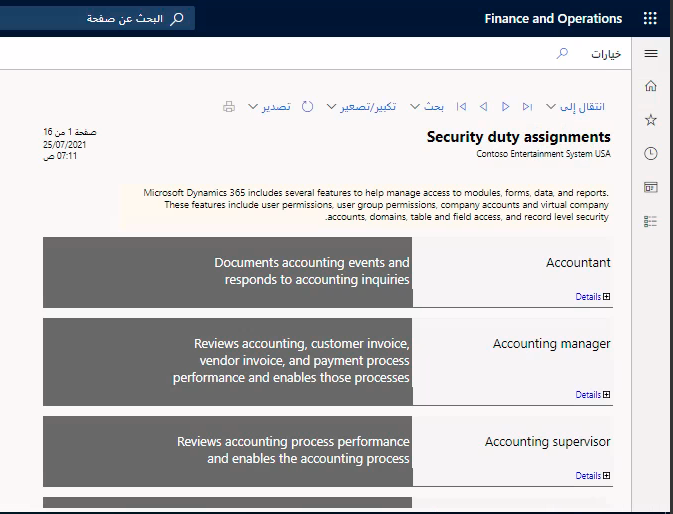 Finance and Operations
البحث عن صفحة
خيارات
انتقال إلى
بحث
تكبير/تصغير
تصدير
Security duty assignments
Contoso Entertainment System USA
صفحة 1 من 16
25/07/2021
07:11 ص
Microsoft Dynamics 365 includes several features to help manage access to modules, forms, data, and reports.
These features include user permissions, user group permissions, company accounts and virtual company
.accounts, domains, table and field access, and record level security
Accountant
Details
Documents accounting events and
responds to accounting inquiries
Accounting manager
Details
Reviews accounting, customer invoice,
vendor invoice, and payment process
performance and enables those processes
Accounting supervisor
Details
Reviews accounting process performance
and enables the accounting process